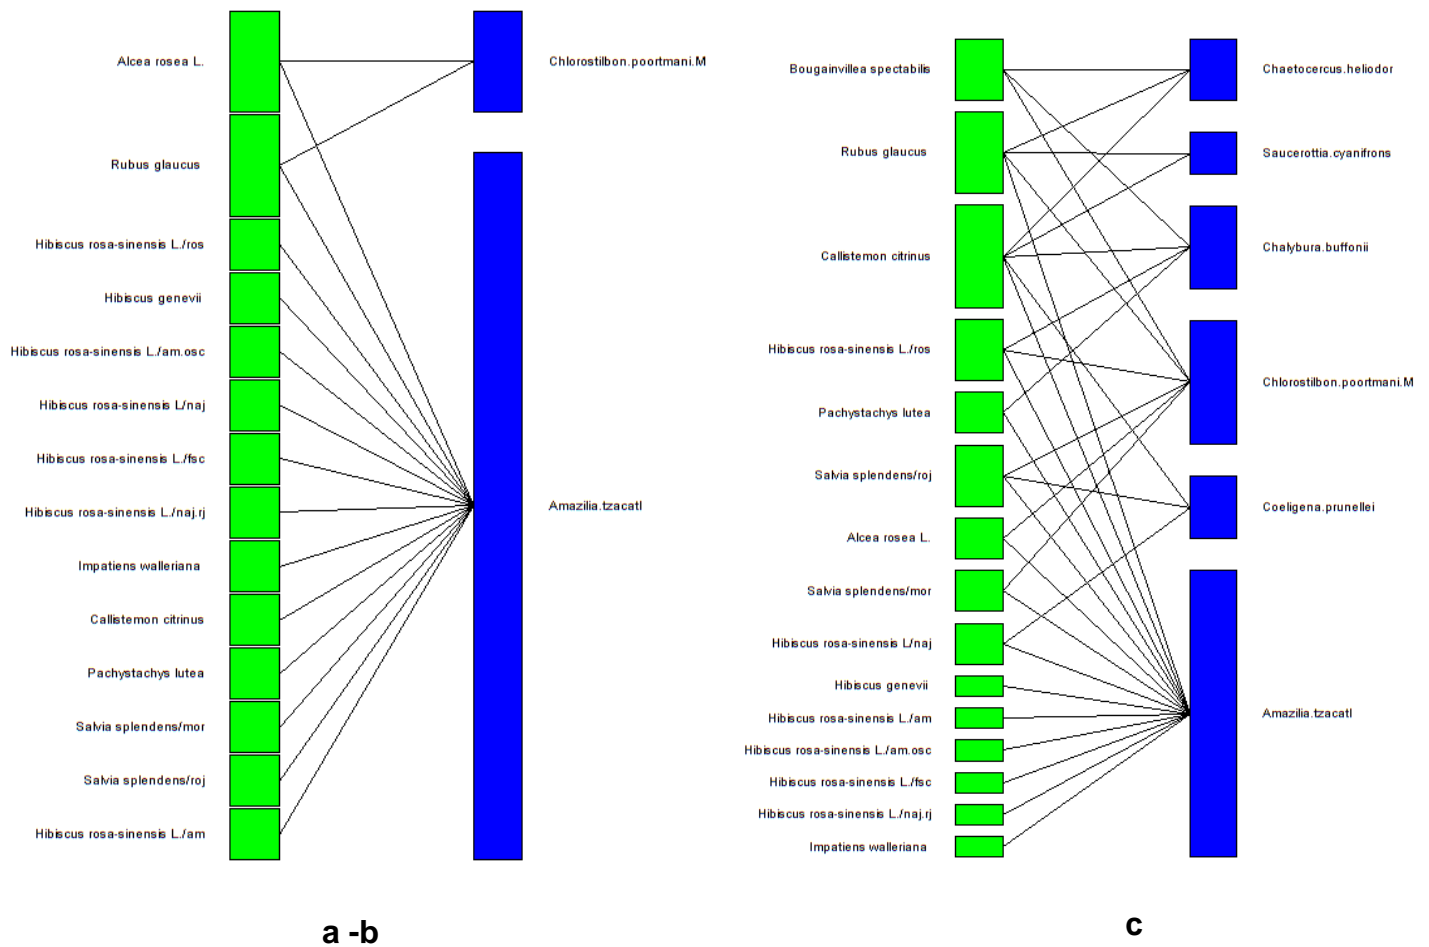 Alcea rosea L.
Rubus glaucus
Hibiscus rosa-sinensis L./ros
Hibiscus genevii
Hibiscus rosa-sinensis L./am.osc
Hibiscus rosa-sinensis L/naj
Hibiscus rosa-sinensis L./fsc
Hibiscus rosa-sinensis L./naj.rj
Impatiens walleriana
Callistemon citrinus
Pachystachys lutea
Salvia splendens/mor
Salvia splendens/roj
Hibiscus rosa-sinensis L./am
Chlorostilbon.poortmani.M
Amazilia.tzacatl
a -b
Bougainvillea spectabilis
Rubus glaucus
Callistemon citrinus
Hibiscus rosa-sinensis L./ros
Pachystachys lutea
Salvia splendens/roj
Alcea rosea L.
Salvia splendens/mor
Hibiscus rosa-sinensis L/naj
Hibiscus genevii
Hibiscus rosa-sinensis L./am
Hibiscus rosa-sinensis L./am.osc
Hibiscus rosa-sinensis L./fsc
Hibiscus rosa-sinensis L./naj.rj
Impatiens walleriana
Chaetocercus.heliodor
Saucerottia.cyanifrons
Chalybura.buffonii
Chlorostilbon.poortmani.M
Coeligena.prunellei
Amazilia.tzacatl
c